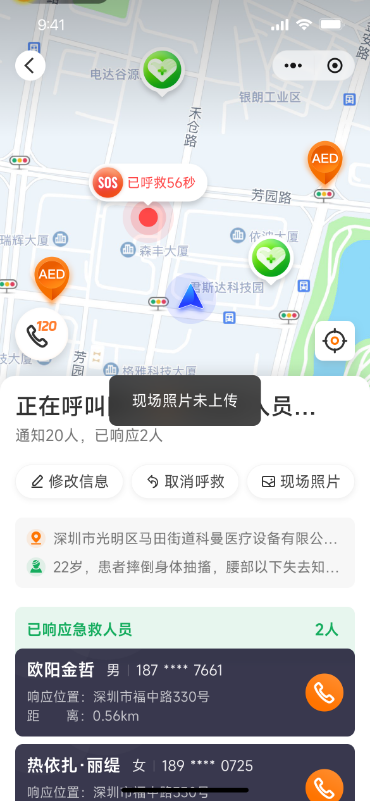 9:41
电达谷源
银朗工业区
禾仓路
AED
SOS 已呼救56秒
芳园路
瑞辉大厦
森丰大厦
依波大厦
AED
君斯达科技园
120
技大厦
芳园
格雅科技大厦
正在呼叫
人员...
现场照片未上传
通知20人，已响应2人
修改信息
取消呼救
现场照片
深圳市光明区马田街道科曼医疗设备有限公...
22岁，患者摔倒身体抽搐，腰部以下失去知...
已响应急救人员
2人
欧阳金哲 男 187 **** 7661
响应位置：深圳市福中路330号
距 离：0.56km
热依扎·丽缇 女 189 **** 0725
响应位置：深圳市福中路330号